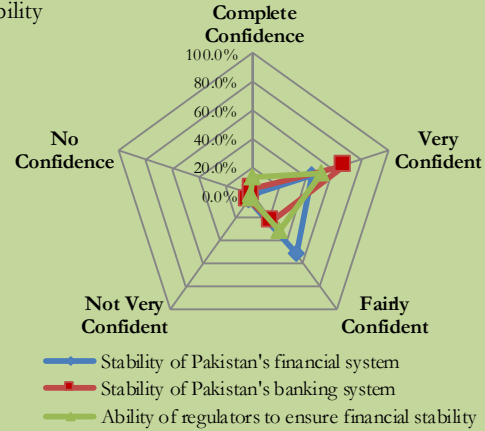 bility
Complete
Confidence
100.0%
80.0%
60.0%
40.0%
20.0%
0.0%
Very
Confident
Fairly
Confident
Not Very
Confident
No
Confidence
Stability of Pakistan's financial system
Stability of Pakistan's banking system
Ability of regulators to ensure financial stability